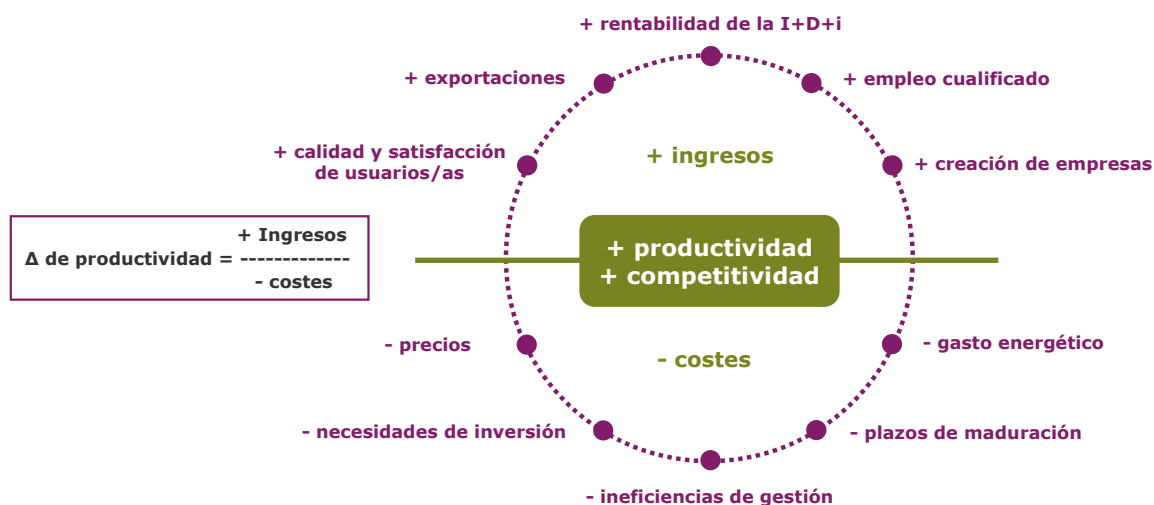 + rentabilidad de la I+D+i
+ exportaciones
+ empleo cualificado
+ calidad y satisfacción
de usuarios/as
+ ingresos
+ creación de empresas
+ Ingresos
Δ de productividad = -------------
- costes
+ productividad
+ competitividad
- precios
- costes
- gasto energético
- necesidades de inversión
- plazos de maduración
- ineficiencias de gestión